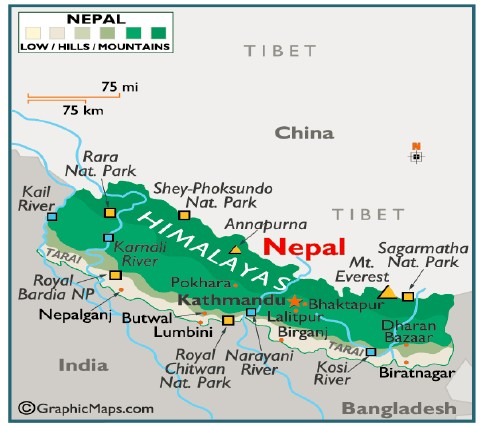 NEPAL
LOW / HILLS / MOUNTAINS
TIBET
75 mi
75 km
China
N
Rara
Nat. Park
Shey-Phoksundo
Nat. Park
Kail
River
TIBET
Annapurna
HIMALAYAS
Nepal
Sagarmatha
Nat. Park
Mt.
Everest
Karnali
River
TARAI
Royal
Bardia NP
Pokhara
Kathmandu
Bhaktapur
Lalitpur
Nepalganj
Butwal
Lumbini
Birganj
Dharan
Bazaar
TARAI
India
Royal
Chitwan
Nat. Park
Narayani
River
Kosi
River
Biratnagar
Bangladesh
©GraphicMaps.com